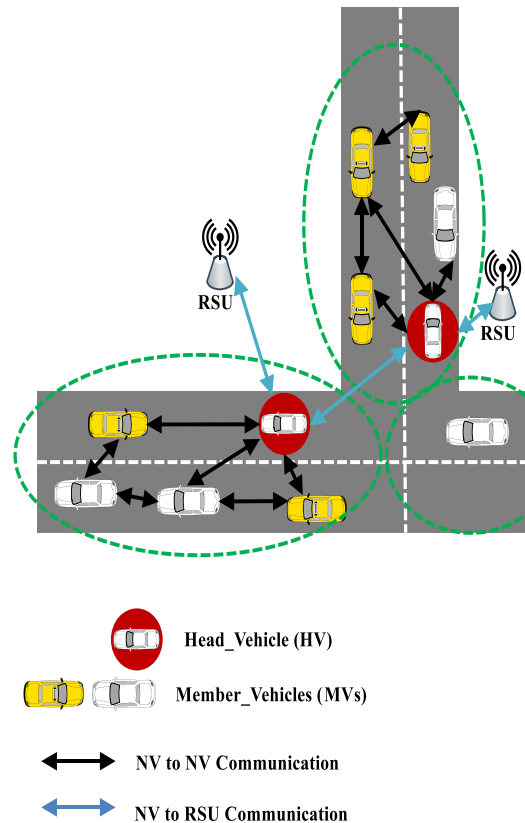 RSU
RSU
Head_Vehicle (HV)
Member_Vehicles (MVs)
NV to NV Communication
NV to RSU Communication